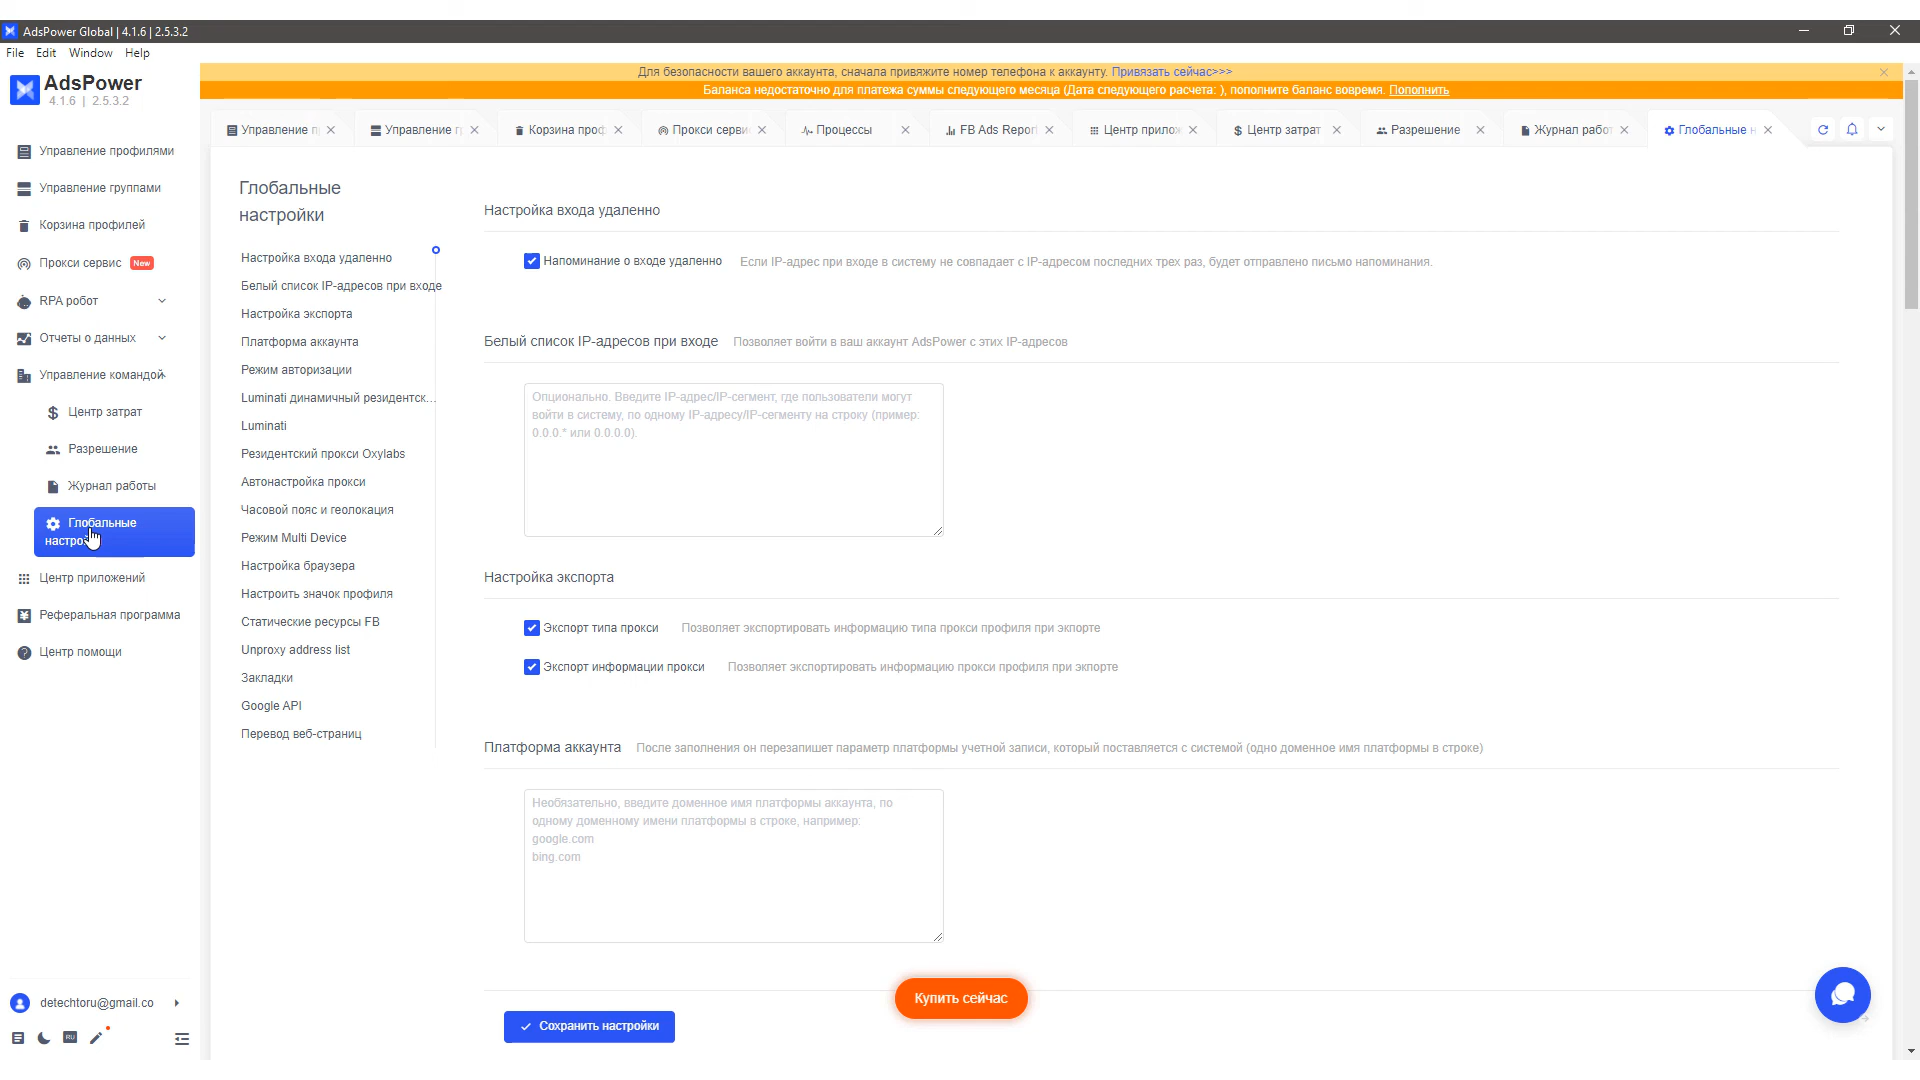 AdsPower Global | 4.1.6 | 2.5.3.2
File Edit Window Help
AdsPower
4.1.6 | 2.5.3.2
Для безопасности вашего аккаунта, сначала привяжите номер телефона к аккаунту. Привязать сейчас>>>
Баланса недостаточно для платежа суммы следующего месяца (Дата следующего расчета: ), пополните баланс вовремя. Пополнить
Управление п Управление г Корзина проф Прокси серви Процессы FB Ads Repor Центр прилож Центр затрат Разрешение Журнал работ Глобальные н
Управление профилями
Управление группами
Корзина профилей
Прокси сервис New
RPA робот
Отчеты о данных
Управление командой
Центр затрат
Разрешение
Журнал работы
Глобальные
Центр приложений
Реферальная программа
Центр помощи
detechtoru@gmail.co
RU
Глобальные
настройки
Настройка входа удаленно
Белый список IP-адресов при входе
Настройка экспорта
Платформа аккаунта
Режим авторизации
Luminati динамичный резидентск...
Luminati
Резидентский прокси Oxylabs
Автонастройка прокси
Часовой пояс и геолокация
Режим Multi Device
Настройка браузера
Настроить значок профиля
Статические ресурсы FB
Unproxy address list
Закладки
Google API
Перевод веб-страниц
Настройка входа удаленно
Напоминание о входе удаленно Если IP-адрес при входе в систему не совпадает с IP-адресом последних трех раз, будет отправлено письмо напоминания.
Белый список IP-адресов при входе Позволяет войти в ваш аккаунт AdsPower с этих IP-адресов
Опционально. Введите IP-адрес/IP-сегмент, где пользователи могут
войти в систему, по одному IP-адресу/IP-сегменту на строку (пример:
0.0.0.* или 0.0.0.0).
Настройка экспорта
Экспорт типа прокси Позволяет экспортировать информацию типа прокси профиля при экпорте
Экспорт информации прокси Позволяет экспортировать информацию прокси профиля при экпорте
Платформа аккаунта После заполнения он перезапишет параметр платформы учетной записи, который поставляется с системой (одно доменное имя платформы в строке)
Необязательно, введите доменное имя платформы аккаунта, по
одному доменному имени платформы в строке, например:
google.com
bing.com
Купить сейчас
Сохранить настройки